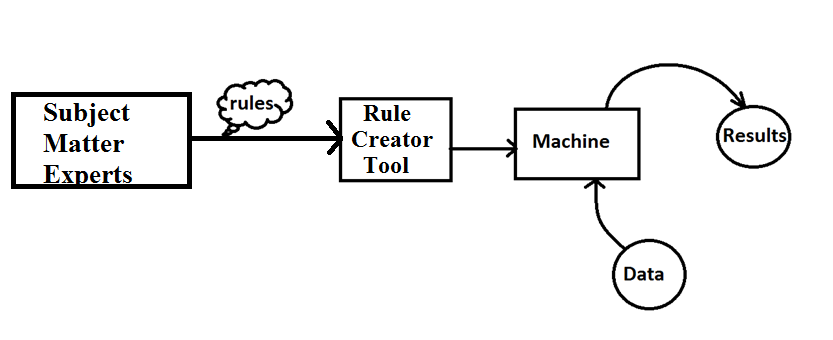 Subject
Matter
Experts
rules
Rule
Creator
Tool
Machine
Results
Data